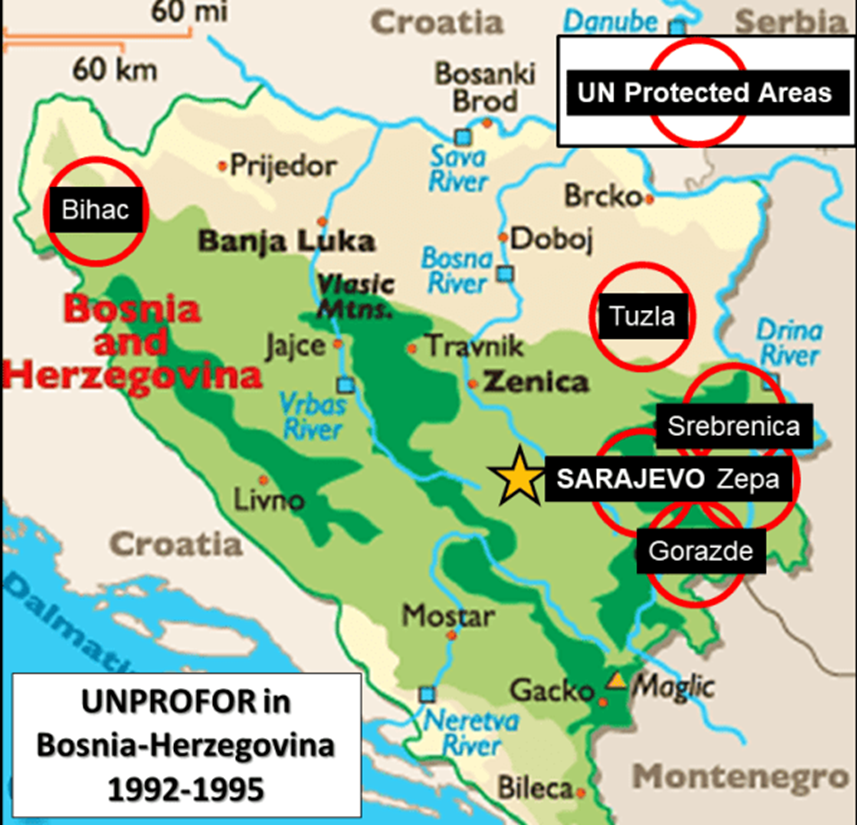 60 mi
60 km
Croatia
Danube
Serbia
UN Protected Areas
Bosanki
Brod
Sava
River
Prijedor
Brcko
Bihac
Banja Luka
Doboj
Bosna
River
Vlasic
Mtns.
Tuzla
Bosnia
and
Herzegovina
Jajce
Travnik
Drina
River
Zenica
Vrbas
River
Srebrenica
SARAJEVO Zepa
Livno
Gorazde
Croatia
Mostar
Gacko
Maglic
UNPROFOR in
Bosnia-Herzegovina
1992-1995
Neretva
River
Montenegro
Bileca